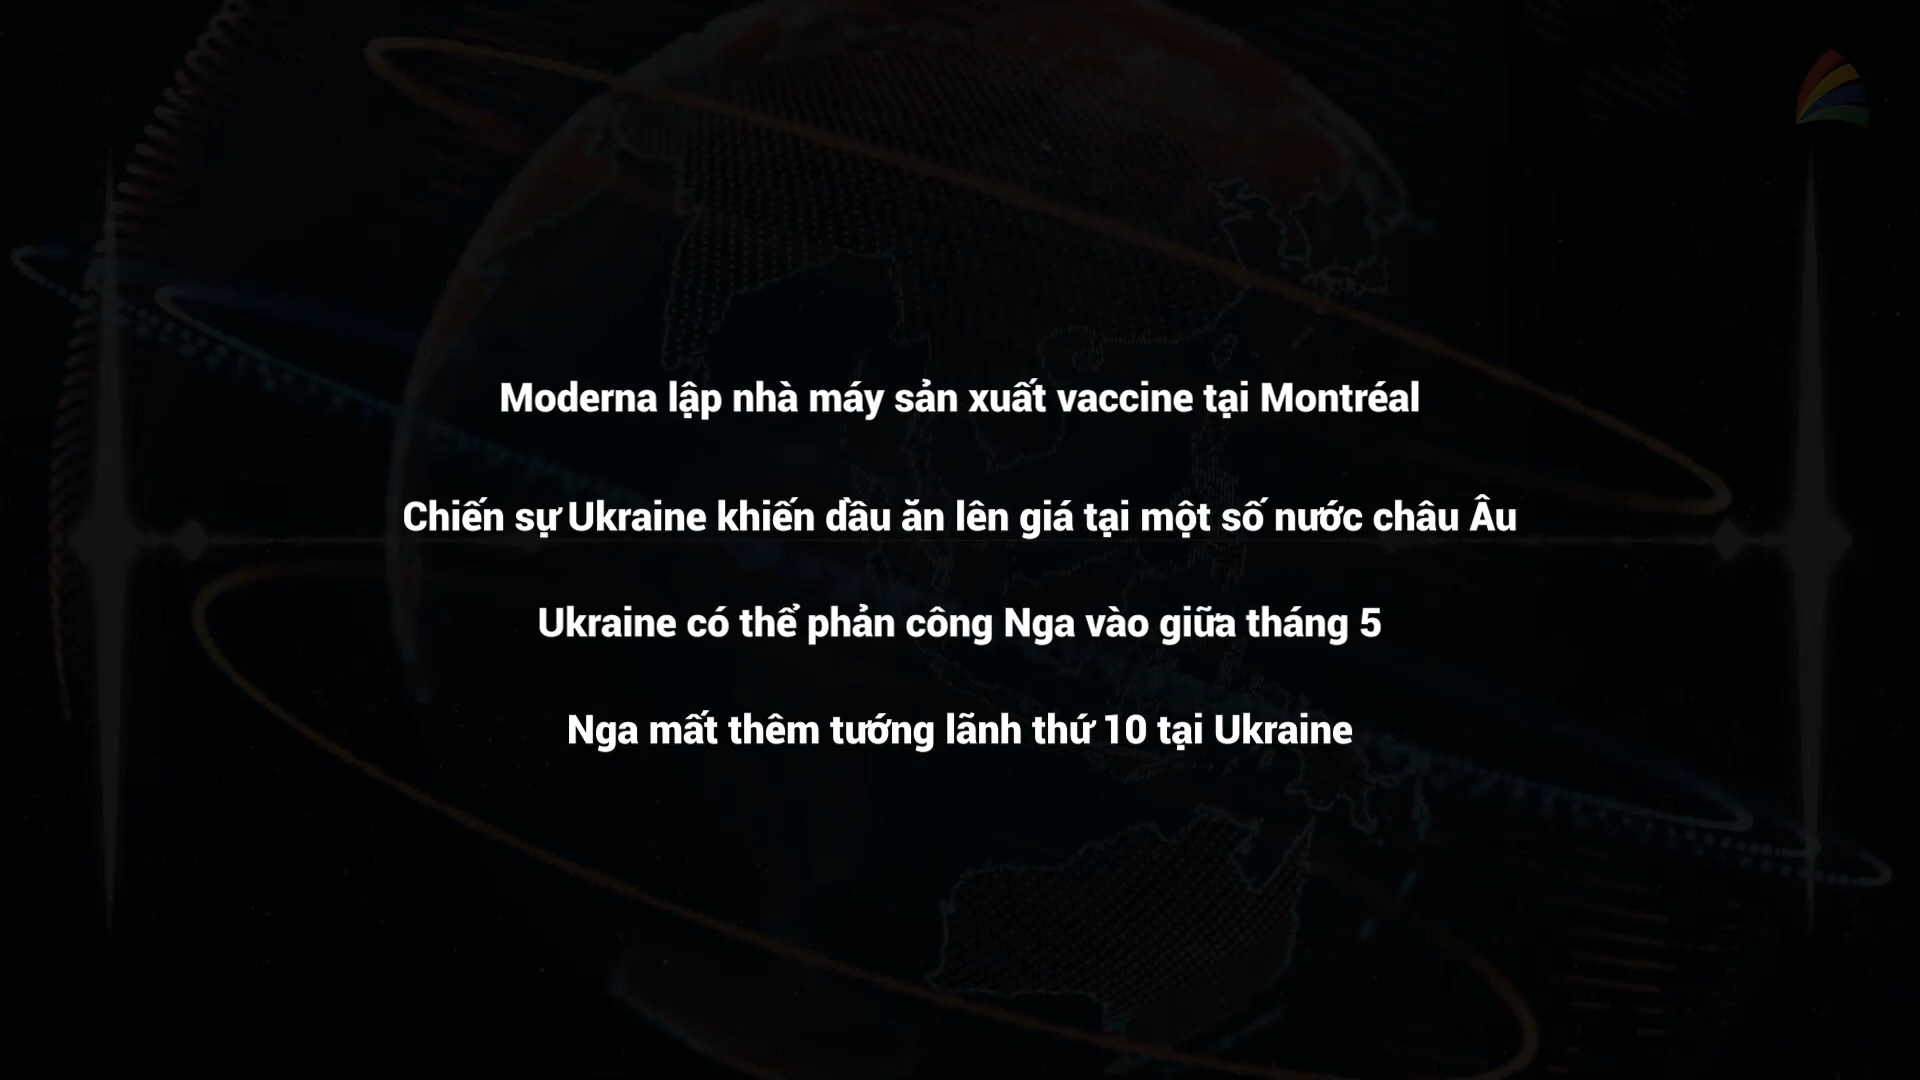 Moderna lập nhà máy sản xuất vaccine tại Montréal
Chiến sự Ukraine khiến dầu ăn lên giá tại một số nước châu Âu
Ukraine có thể phản công Nga vào giữa tháng 5
Nga mất thêm tướng lãnh thứ 10 tại Ukraine